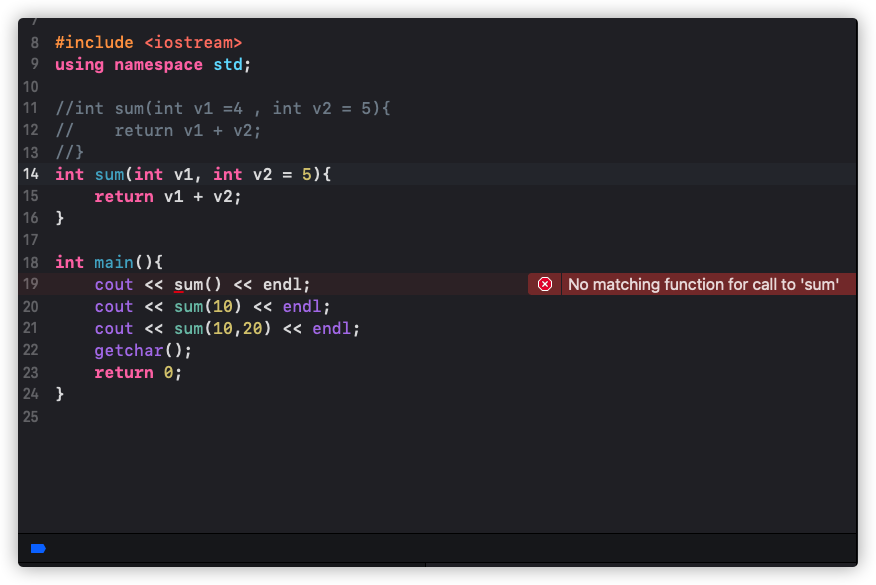 7
8 #include <iostream>
9 using namespace std;
10
11 //int sum(int v1 =4 , int v2 = 5){
12 //    return v1 + v2;
13 //}
14 int sum(int v1, int v2 = 5){
15     return v1 + v2;
16 }
17
18 int main(){
19     cout << sum() << endl; No matching function for call to 'sum'
20     cout << sum(10) << endl;
21     cout << sum(10,20) << endl;
22     getchar();
23     return 0;
24 }
25